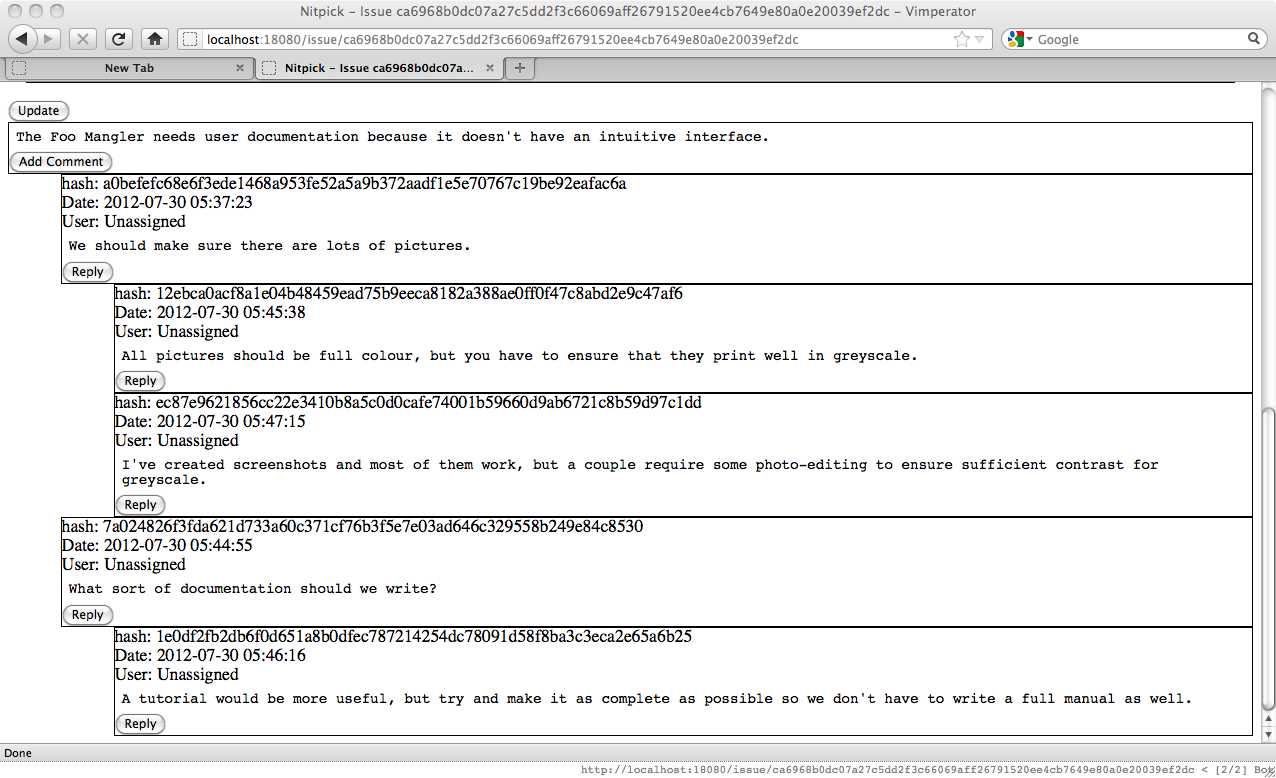 Nitpick - Issue ca6968b0dc07a27c5dd2f3c66069aff26791520ee4cb7649e80a0e20039ef2dc - Vimperator
localhost:18080/issue/ca6968b0dc07a27c5dd2f3c66069aff26791520ee4cb7649e80a0e20039ef2dc
Google
New Tab
Nitpick - Issue ca6968b0dc07a...
Update
The Foo Mangler needs user documentation because it doesn't have an intuitive interface.
Add Comment
hash: a0befefc68e6f3ede1468a953fe52a5a9b372aadf1e5e70767c19be92eafac6a
Date: 2012-07-30 05:37:23
User: Unassigned
We should make sure there are lots of pictures.
Reply
hash: 12ebca0acf8a1e04b48459ead75b9eeca8182a388ae0ff0f47c8abd2e9c47af6
Date: 2012-07-30 05:45:38
User: Unassigned
All pictures should be full colour, but you have to ensure that they print well in greyscale.
Reply
hash: ec87e9621856cc22e3410b8a5c0d0cafe74001b59660d9ab6721c8b59d97c1dd
Date: 2012-07-30 05:47:15
User: Unassigned
I've created screenshots and most of them work, but a couple require some photo-editing to ensure sufficient contrast for
greyscale.
Reply
hash: 7a024826f3fda621d733a60c371cf76b3f5e7e03ad646c329558b249e84c8530
Date: 2012-07-30 05:44:55
User: Unassigned
What sort of documentation should we write?
Reply
hash: 1e0df2fb2db6f0d651a8b0dfec787214254dc78091d58f8ba3c3eca2e65a6b25
Date: 2012-07-30 05:46:16
User: Unassigned
A tutorial would be more useful, but try and make it as complete as possible so we don't have to write a full manual as well.
Reply
Done
http://localhost:18080/issue/ca6968b0dc07a27c5dd2f3c66069aff26791520ee4cb7649e80a0e20039ef2dc < [2/2] Bot